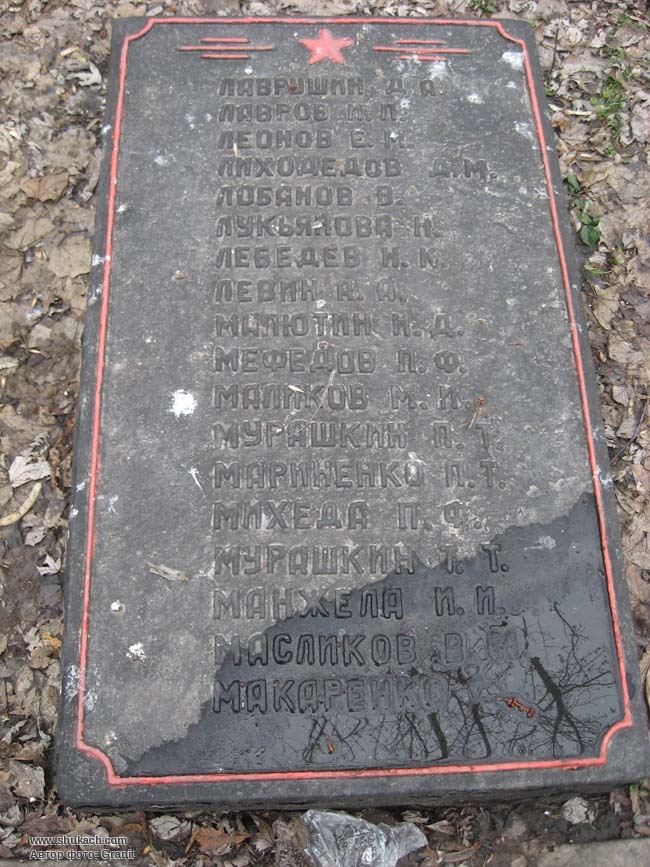 ЛАВРУШИН Д. А.
ЛАВРОВ И. П.
ЛЕОНОВ Е. М.
ЛИХОДЕДОВ Д. М.
ЛОБАНОВ В.
ЛУКЬЯНОВА Н.
ЛЕБЕДЕВ Н. К.
ЛЕВИН А. А.
МАЛЮТИН И. Д.
МЕФЕДОВ П. Ф.
МАЛИКОВ М. И.
МУРАШКИН П. Т.
МАРИНЕНКО П. Т.
МИХЕДА П. Ф.
МУРАШКИН Т. Т.
МАНЖЕЛА И. И.
МАСЛИКОВ В. М.
МАКАРЕНКО
www.shukach.com
Автор фото: Granit